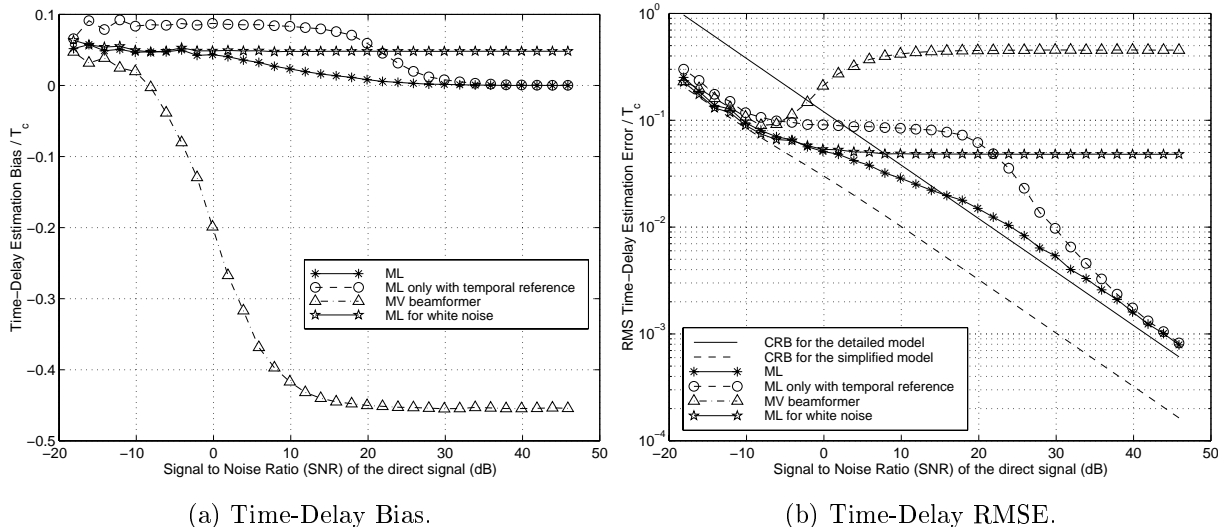 0.1
0
−0.1
−0.2
−0.3
−0.4
−0.5
−20
−10
0
10
20
30
40
50
Time−Delay Estimation Bias / T_c
Signal to Noise Ratio (SNR) of the direct signal (dB)
ML
ML only with temporal reference
MV beamformer
ML for white noise
(a) Time-Delay Bias.
10^0
10^−1
10^−2
10^−3
10^−4
−20
−10
0
10
20
30
40
50
RMS Time−Delay Estimation Error / T_c
Signal to Noise Ratio (SNR) of the direct signal (dB)
CRB for the detailed model
CRB for the simplified model
ML
ML only with temporal reference
MV beamformer
ML for white noise
(b) Time-Delay RMSE.